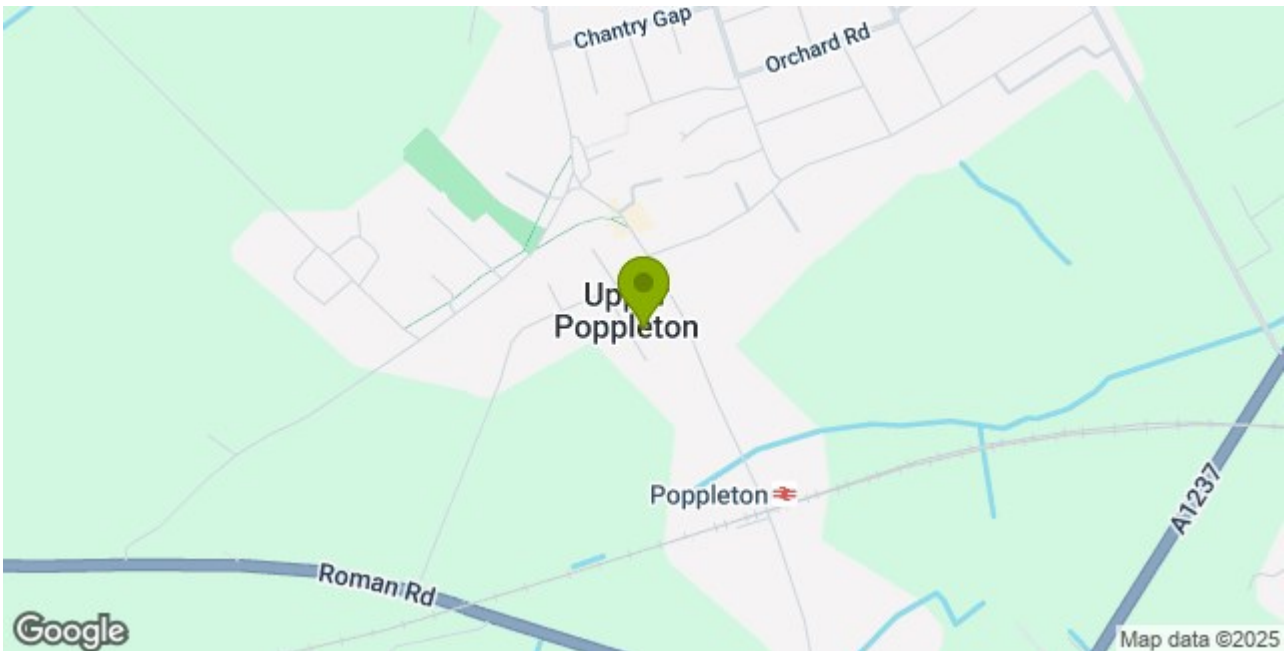 Chantry Gap
Orchard Rd
Poppleton
Poppleton
A1237
Roman Rd
Google
Map data ©2025